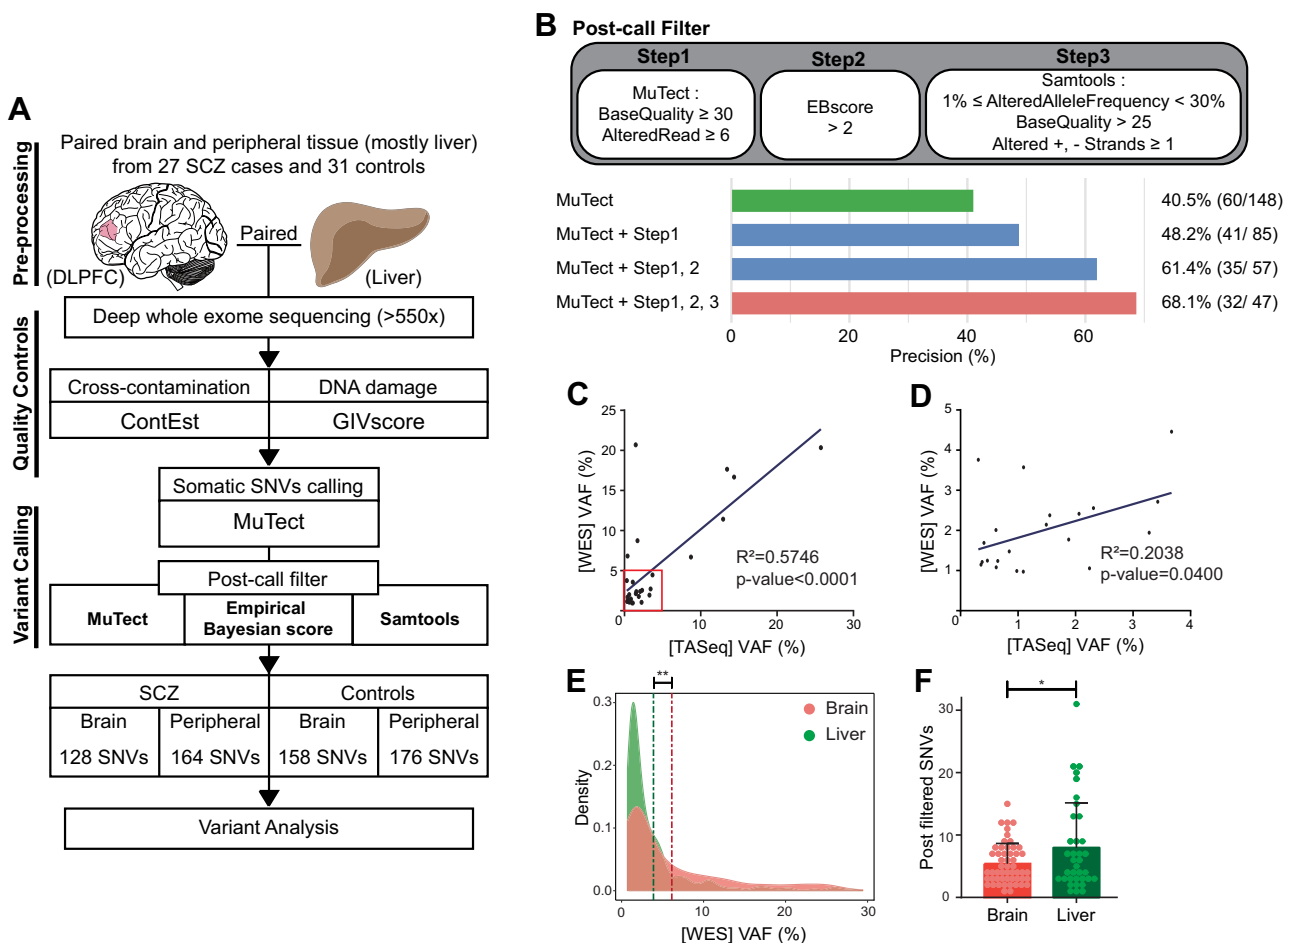 A
Paired brain and peripheral tissue (mostly liver)
from 27 SCZ cases and 31 controls
Pre-processing
Paired
(DLPFC)
(Liver)
Deep whole exome sequencing (>550x)
Quality Controls
Cross-contamination
DNA damage
ContEst
GIVscore
Somatic SNVs calling
MuTect
Variant Calling
Post-call filter
MuTect
Empirical
Bayesian score
Samtools
SCZ
Controls
Brain
Peripheral
Brain
Peripheral
128 SNVs
164 SNVs
158 SNVs
176 SNVs
Variant Analysis
B
Post-call Filter
Step1
Step2
Step3
MuTect :
BaseQuality ≥ 30
AlteredRead ≥ 6
EBscore
> 2
Samtools :
1% ≤ AlteredAlleleFrequency < 30%
BaseQuality > 25
Altered +, - Strands ≥ 1
MuTect
40.5% (60/148)
MuTect + Step1
48.2% (41/ 85)
MuTect + Step1, 2
61.4% (35/ 57)
MuTect + Step1, 2, 3
68.1% (32/ 47)
0
20
40
60
Precision (%)
C
25
20
15
10
5
0
10
20
30
[WES] VAF (%)
R²=0.5746
p-value<0.0001
[TASeq] VAF (%)
D
5
4
3
2
1
0
1
2
3
4
[WES] VAF (%)
R²=0.2038
p-value=0.0400
[TASeq] VAF (%)
E
**
0.3
0.2
0.1
0.0
Density
Brain
Liver
0
10
20
30
[WES] VAF (%)
F
*
30
20
10
0
Post filtered SNVs
Brain
Liver